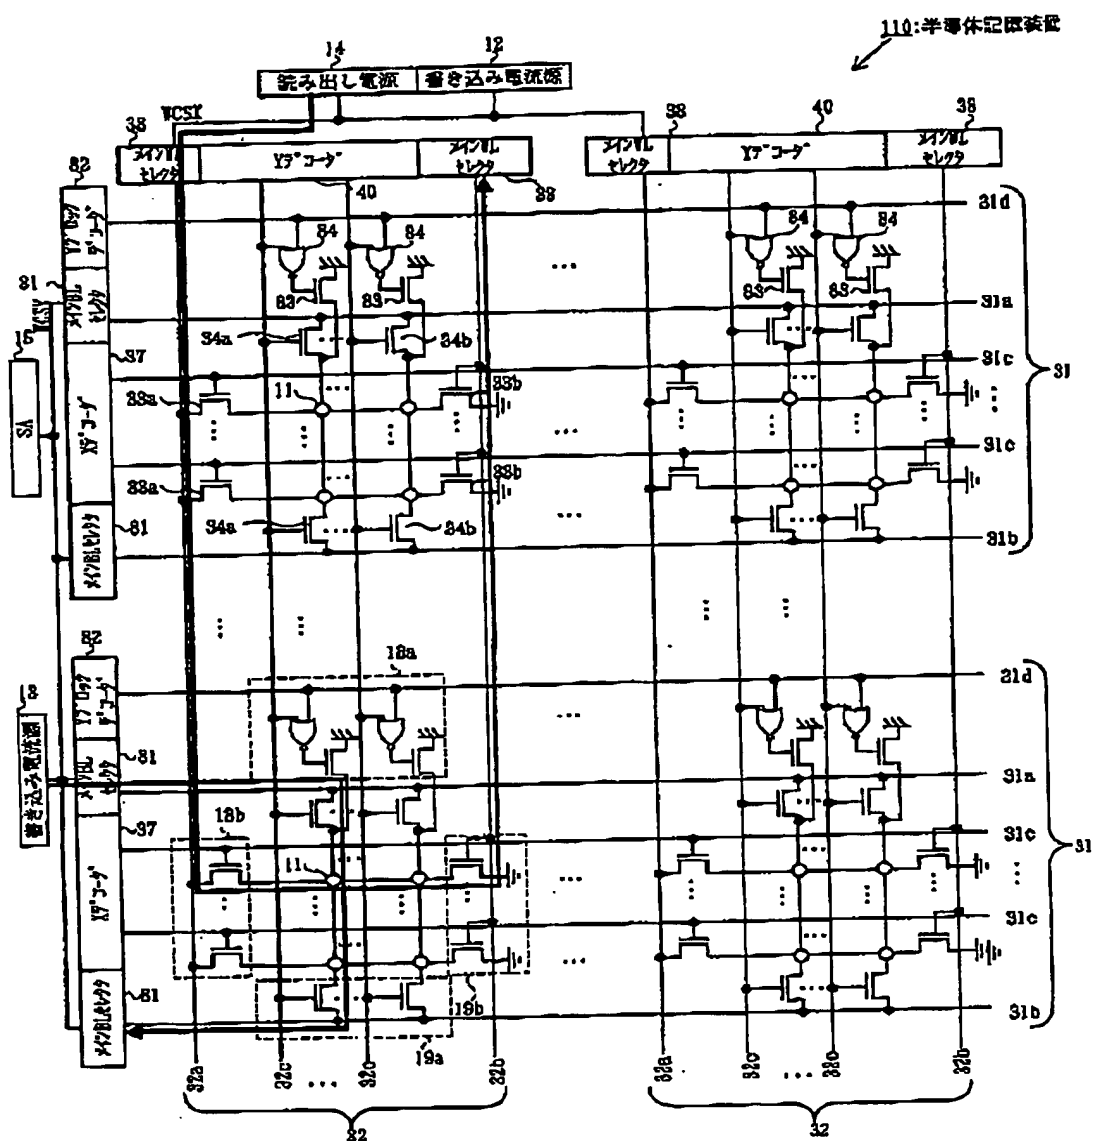 110:半導体記憶装置
14
12
読み出し電源
書き込み電流源
WCSL
38
メインWL
セレクタ
Yデコーダ
メインWL
セレクタ
40
38
38
メインWL
セレクタ
Yデコーダ
メインWL
セレクタ
40
38
82
Yブロック
デコーダ
31d
84
84
84
84
81
メインBL
セレクタ
83
83
83
83
31a
34a
34b
15
SA
37
Xデコーダ
31c
33a
11
33b
31
31c
33a
33b
34a
34b
メインBLセレクタ
81
31b
82
Yブロック
デコーダ
18a
31d
書き込み電流源
メインBL
セレクタ
81
31a
37
Xデコーダ
18b
11
31c
31
31c
メインBLセレクタ
81
19b
19a
31b
32a
32c
32c
32b
32a
32c
32c
32b
32
32